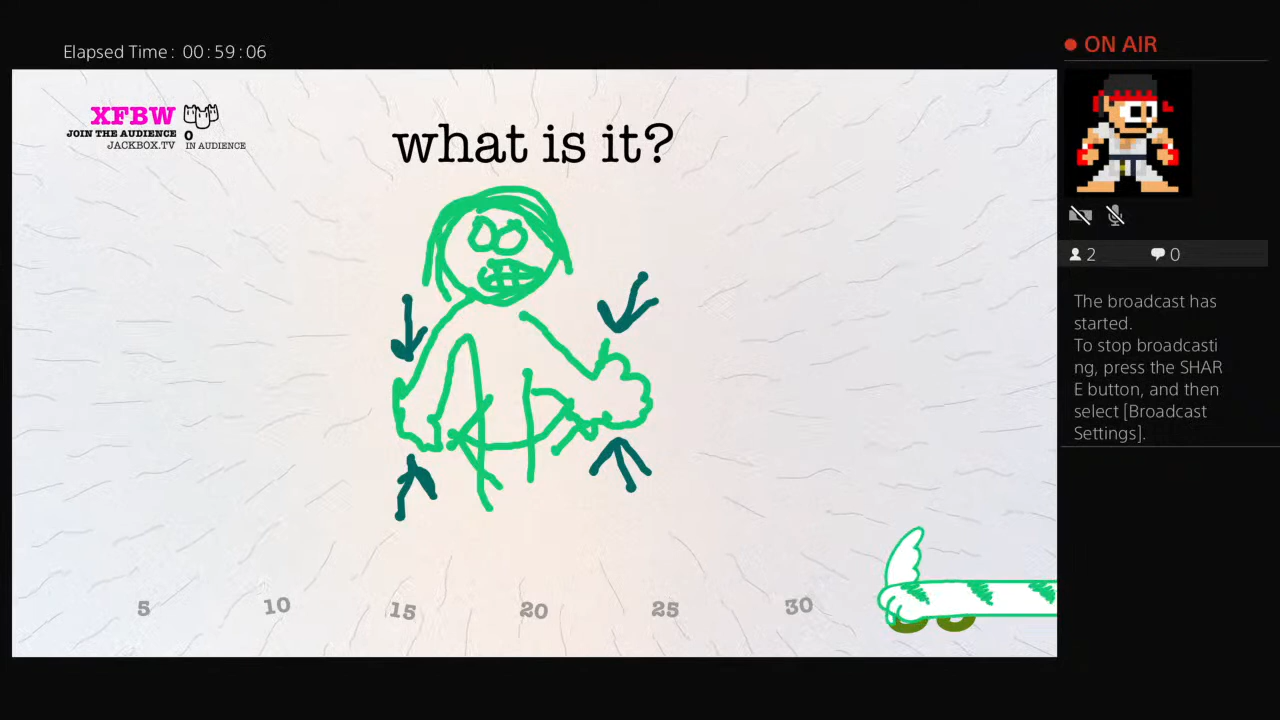 Elapsed Time: 00:59:06
ON AIR
XFBW
JOIN THE AUDIENCE 0
JACKBOX.TV IN AUDIENCE
what is it?
2 0
The broadcast has
started.
To stop broadcasti
ng, press the SHAR
E button, and then
select [Broadcast
Settings].
5 10 15 20 25 30